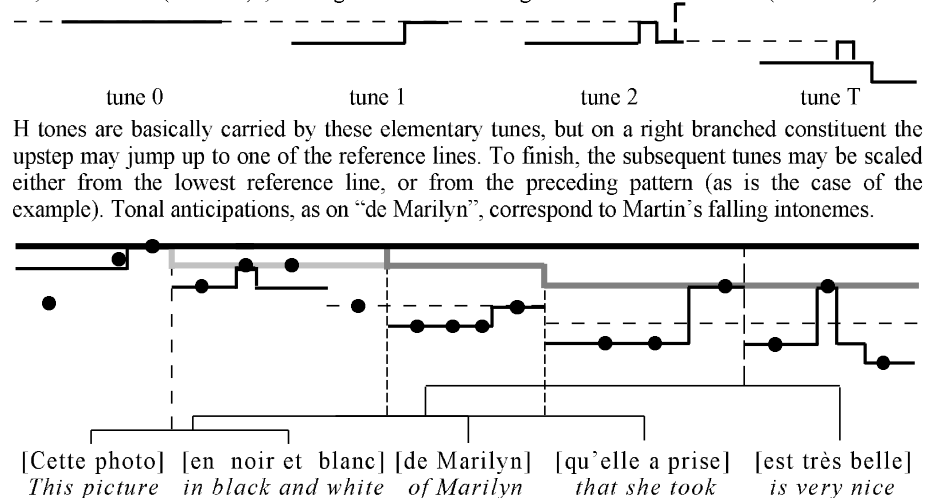 tune 0 tune 1 tune 2 tune T
H tones are basically carried by these elementary tunes, but on a right branched constituent the
upstep may jump up to one of the reference lines. To finish, the subsequent tunes may be scaled
either from the lowest reference line, or from the preceding pattern (as is the case of the
example). Tonal anticipations, as on “de Marilyn”, correspond to Martin’s falling intonemes.
[Cette photo] [en noir et blanc] [de Marilyn] [qu’elle a prise] [est très belle]
This picture in black and white of Marilyn that she took is very nice